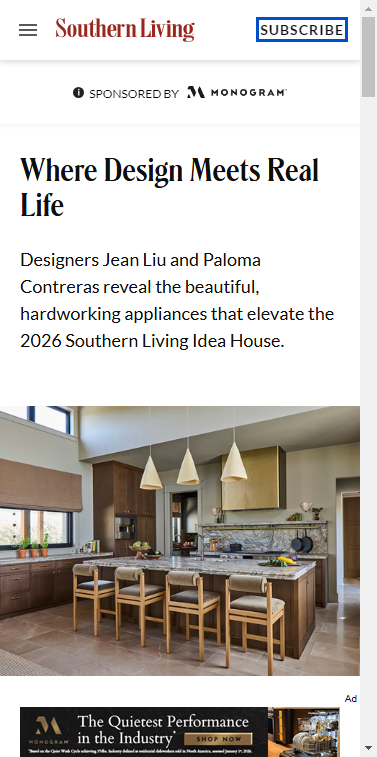 Southern Living
SUBSCRIBE
SPONSORED BY MONOGRAM
Where Design Meets Real
Life
Designers Jean Liu and Paloma
Contreras reveal the beautiful,
hardworking appliances that elevate the
2026 Southern Living Idea House.
Ad
MONOGRAM
The Quietest Performance
in the Industry*
SHOP NOW